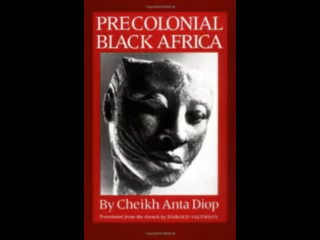 PRECOLONIAL
BLACK AFRICA
By Cheikh Anta Diop
Translated from the French by HAROLD SALEMSON